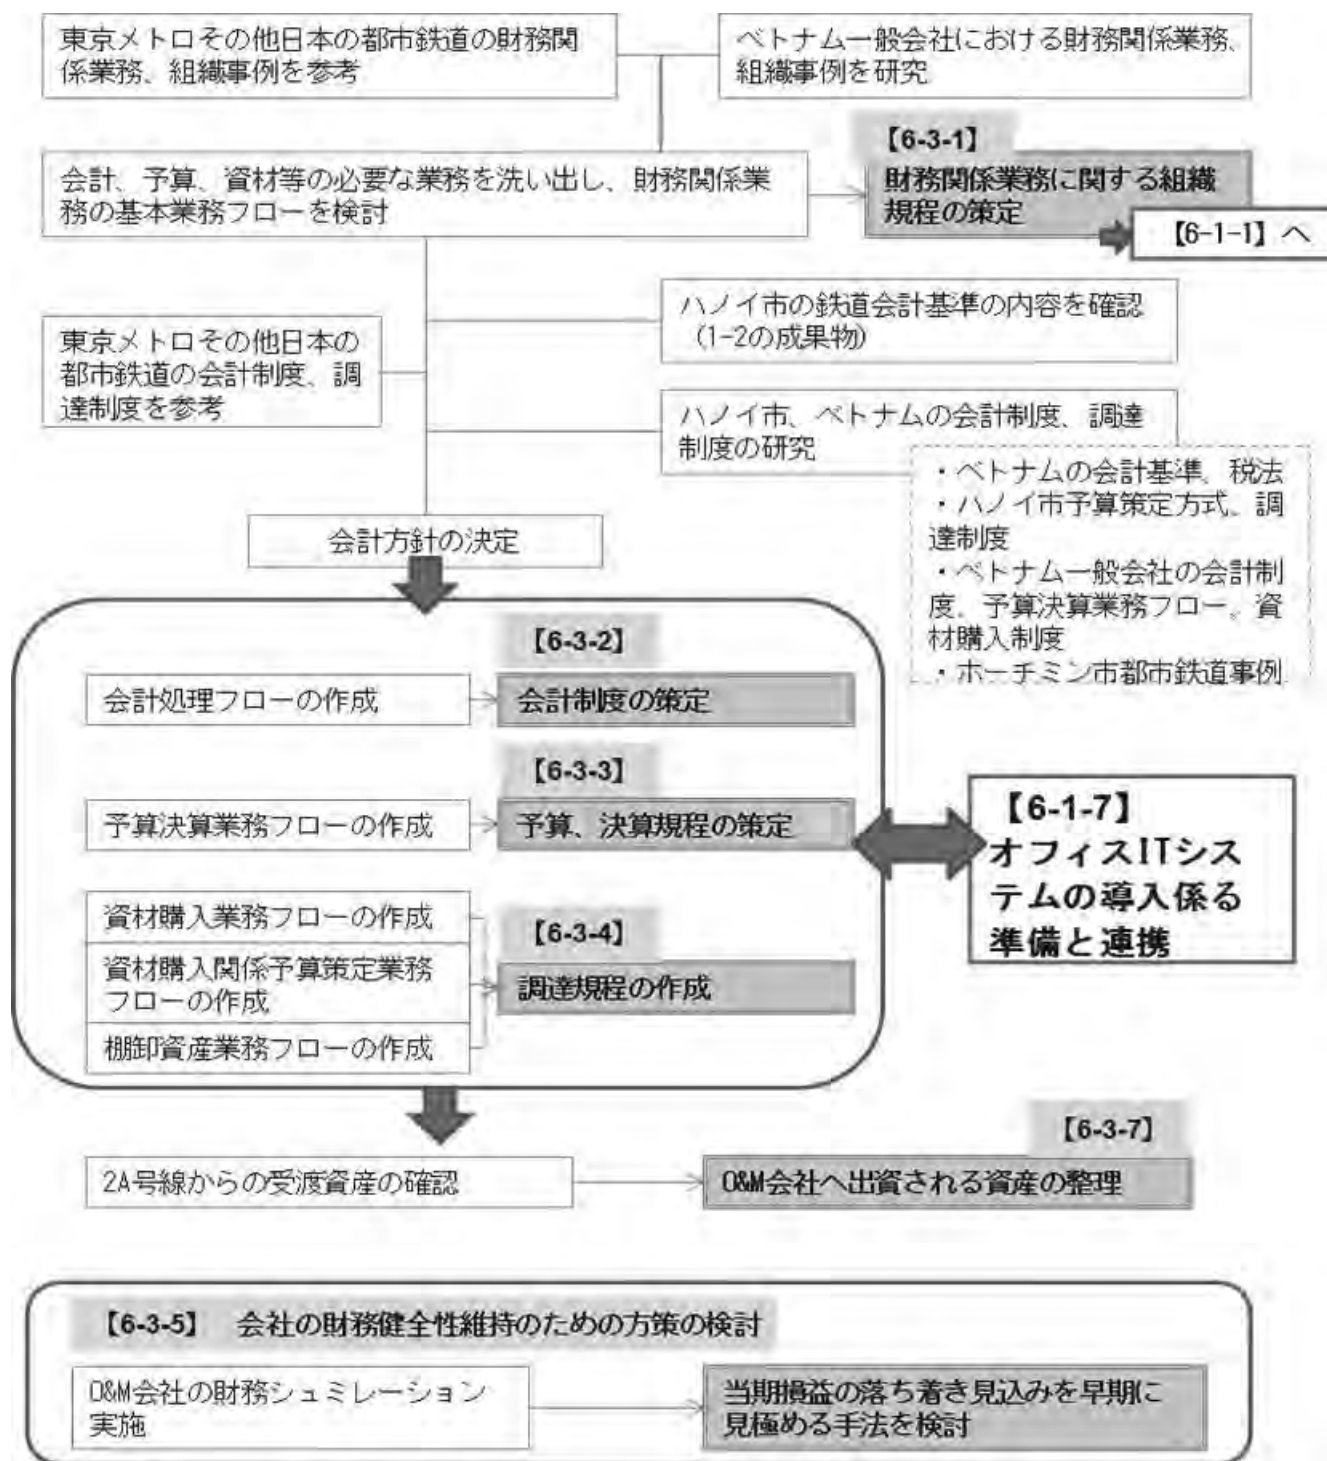 東京メトロその他日本の都市鉄道の財務関
係業務、組織事例を参考
ベトナム一般会社における財務関係業務、
組織事例を研究
【6-3-1】
会計、予算、資材等の必要な業務を洗い出し、財務関係業
務の基本業務フローを検討
財務関係業務に関する組織
規程の策定
【6-1-1】へ
ハノイ市の鉄道会計基準の内容を確認
（1-2の成果物）
東京メトロその他日本の
都市鉄道の会計制度、調
達制度を参考
ハノイ市、ベトナムの会計制度、調達
制度の研究
・ベトナムの会計基準、税法
・ハノイ市予算策定方式、調
達制度
・ベトナム一般会社の会計制
度、予算決算業務フロー、資
材購入制度
・ホーチミン市都市鉄道事例
会計方針の決定
【6-3-2】
会計処理フローの作成
会計制度の策定
【6-3-3】
予算決算業務フローの作成
予算、決算規程の策定
【6-1-7】
オフィスITシス
テムの導入係る
準備と連携
資材購入業務フローの作成
【6-3-4】
資材購入関係予算策定業務
フローの作成
調達規程の作成
棚卸資産業務フローの作成
【6-3-7】
2A号線からの受渡資産の確認
O&M会社へ出資される資産の整理
【6-3-5】　会社の財務健全性維持のための方策の検討
O&M会社の財務シュミレーション
実施
当期損益の落ち着き見込みを早期に
見極める手法を検討